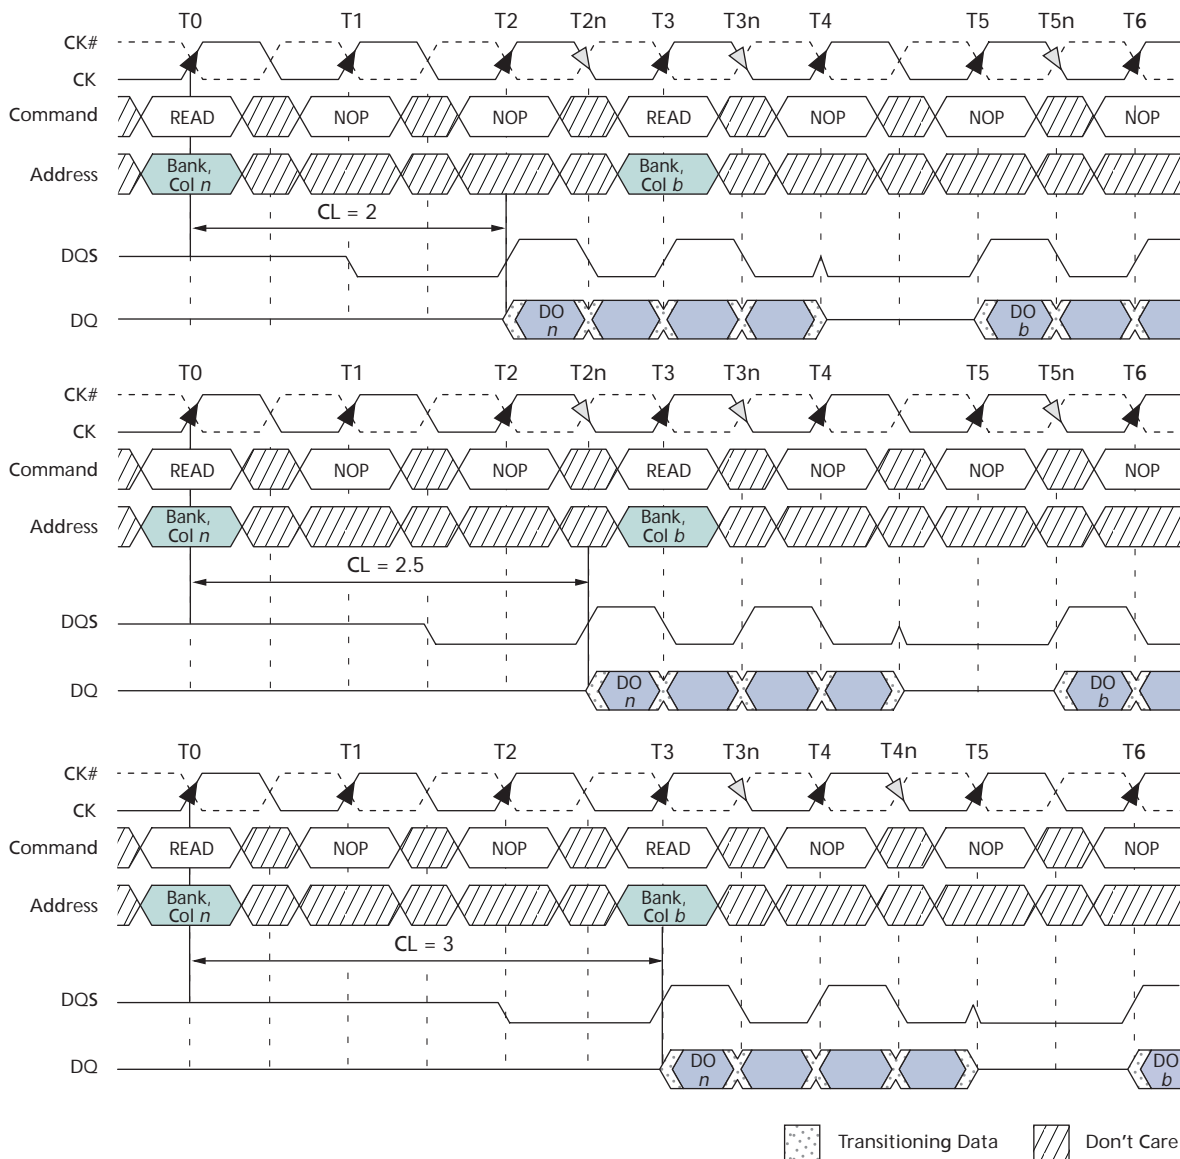 T0 T1 T2 T2n T3 T3n T4 T5 T5n T6
CK#
CK
Command READ NOP NOP READ NOP NOP NOP
Address Bank, Col n Bank, Col b
CL = 2
DQS
DQ DO n DO b
T0 T1 T2 T2n T3 T3n T4 T5 T5n T6
CK#
CK
Command READ NOP NOP READ NOP NOP NOP
Address Bank, Col n Bank, Col b
CL = 2.5
DQS
DQ DO n DO b
T0 T1 T2 T3 T3n T4 T4n T5 T6
CK#
CK
Command READ NOP NOP READ NOP NOP NOP
Address Bank, Col n Bank, Col b
CL = 3
DQS
DQ DO n DO b
Transitioning Data Don't Care